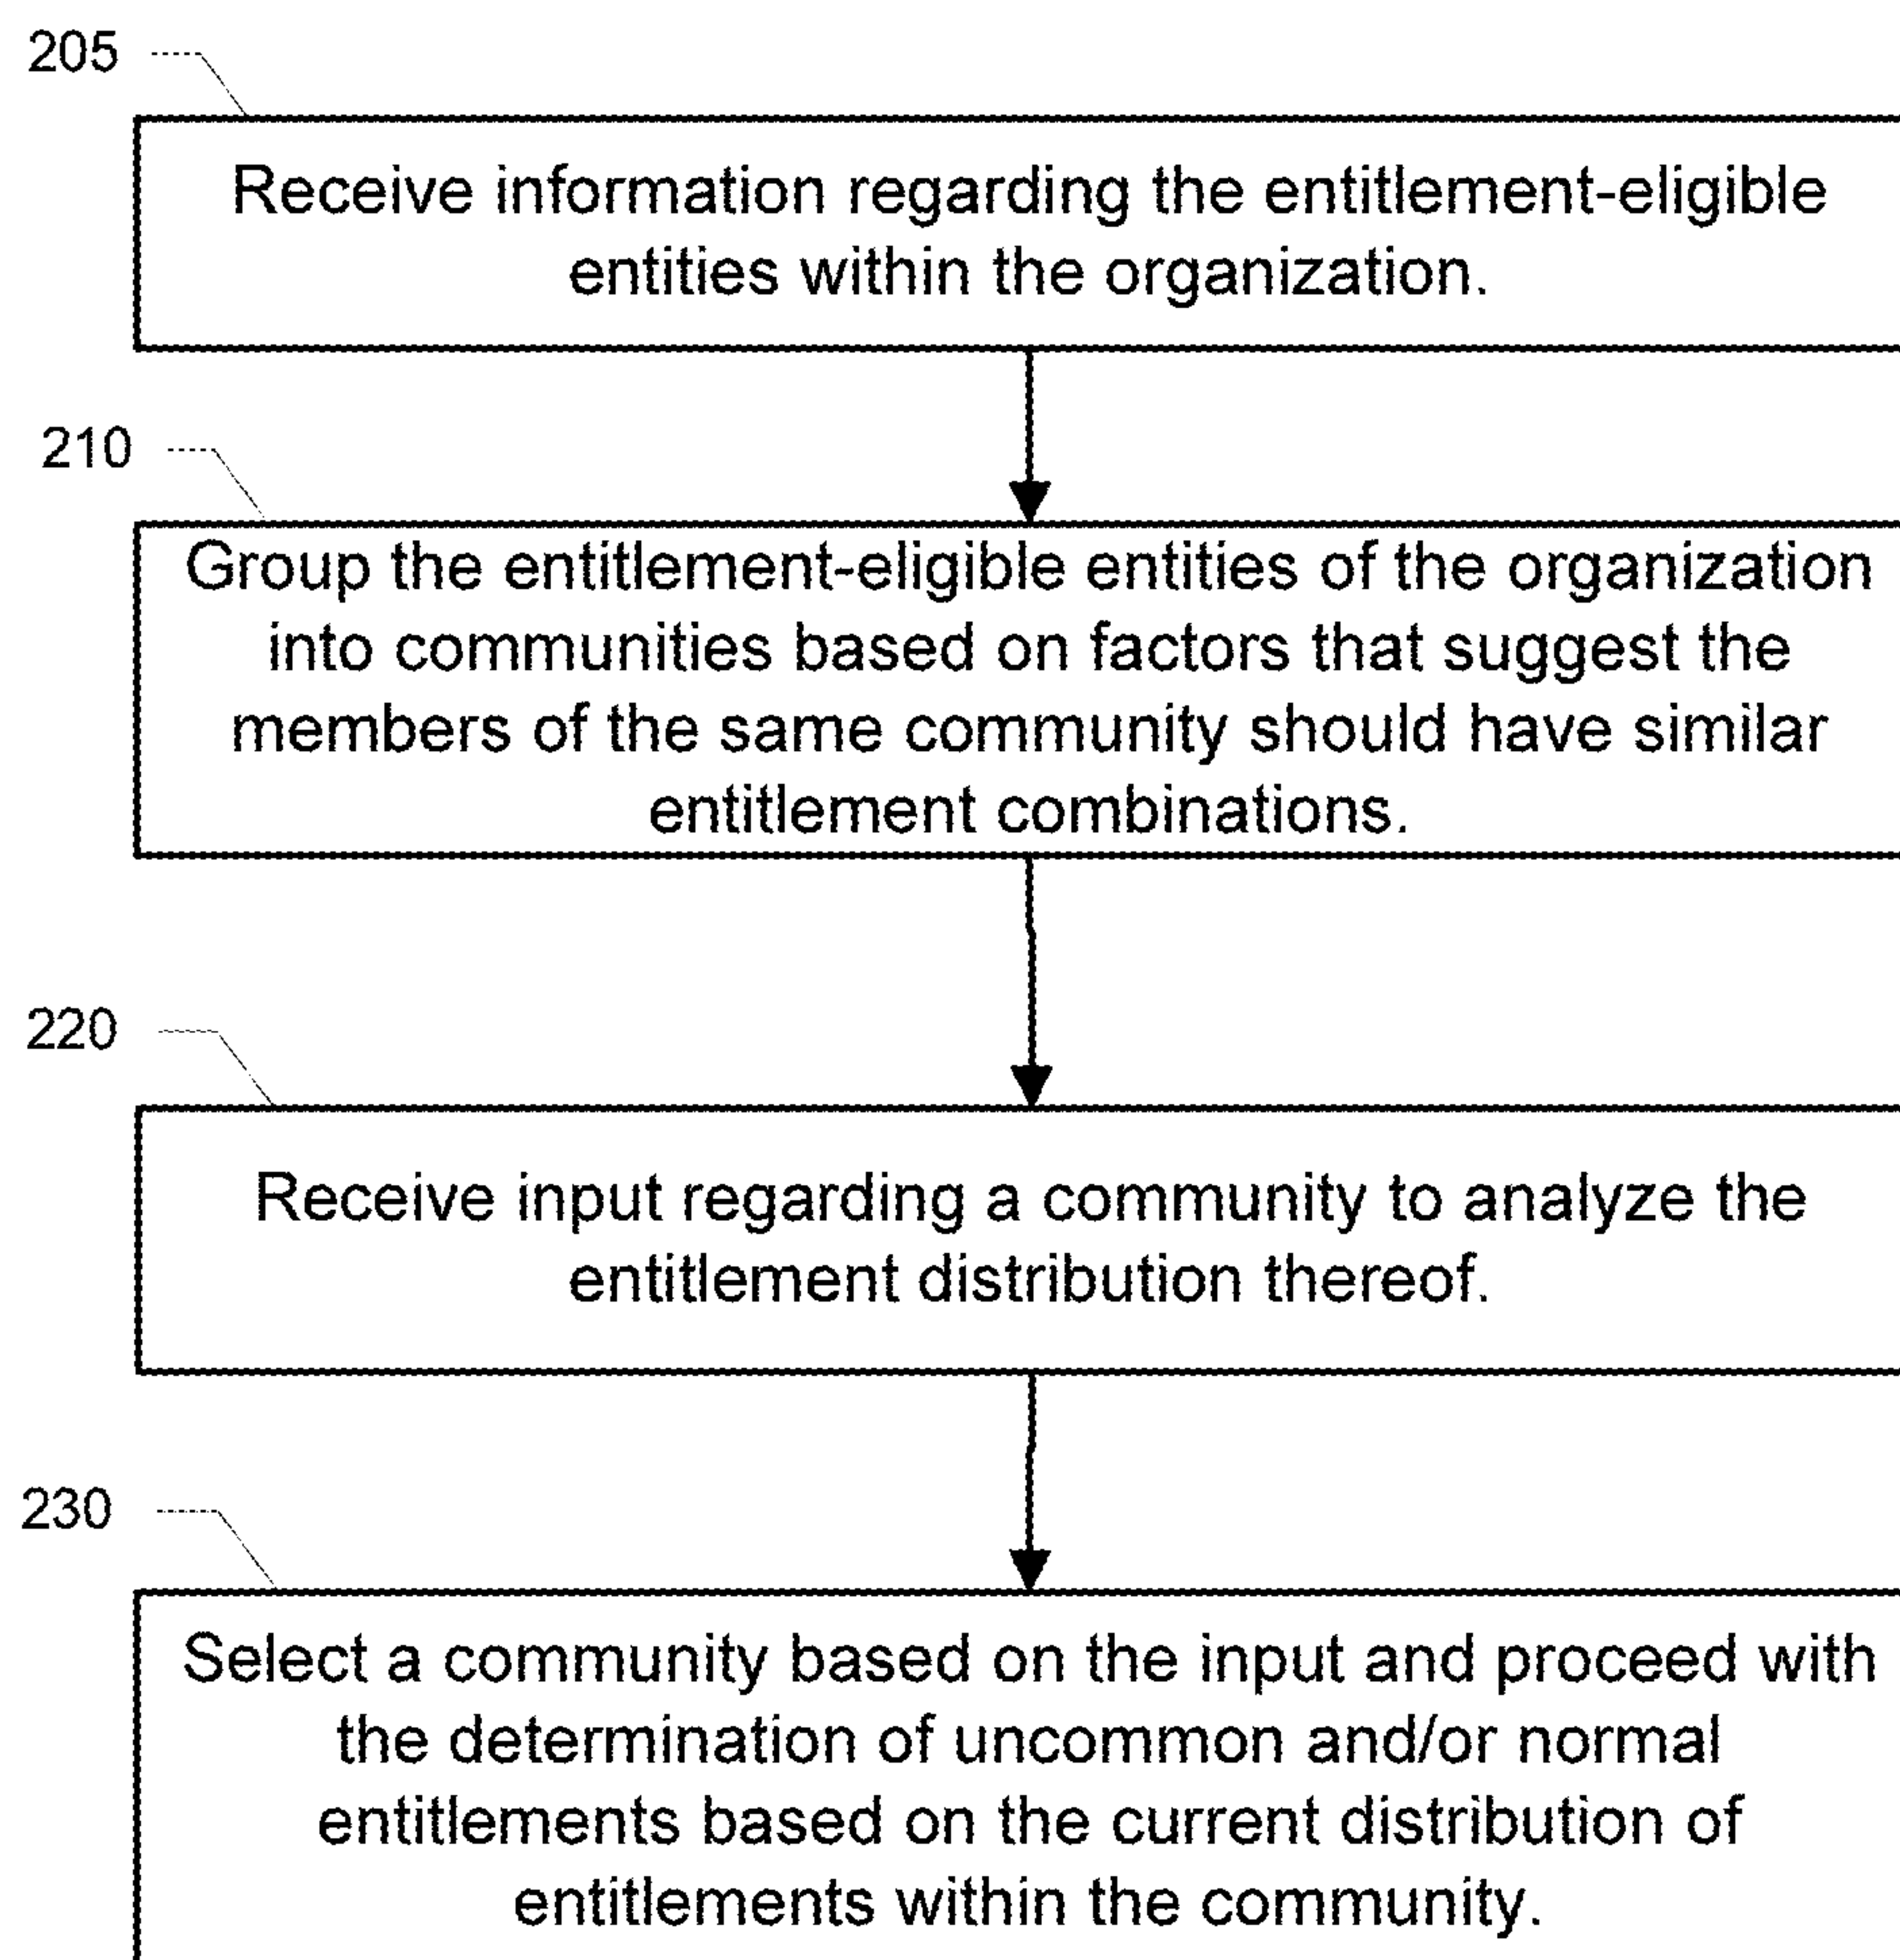 205
Receive information regarding the entitlement-eligible
entities within the organization.
210
Group the entitlement-eligible entities of the organization
into communities based on factors that suggest the
members of the same community should have similar
entitlement combinations.
220
Receive input regarding a community to analyze the
entitlement distribution thereof.
230
Select a community based on the input and proceed with
the determination of uncommon and/or normal
entitlements based on the current distribution of
entitlements within the community.